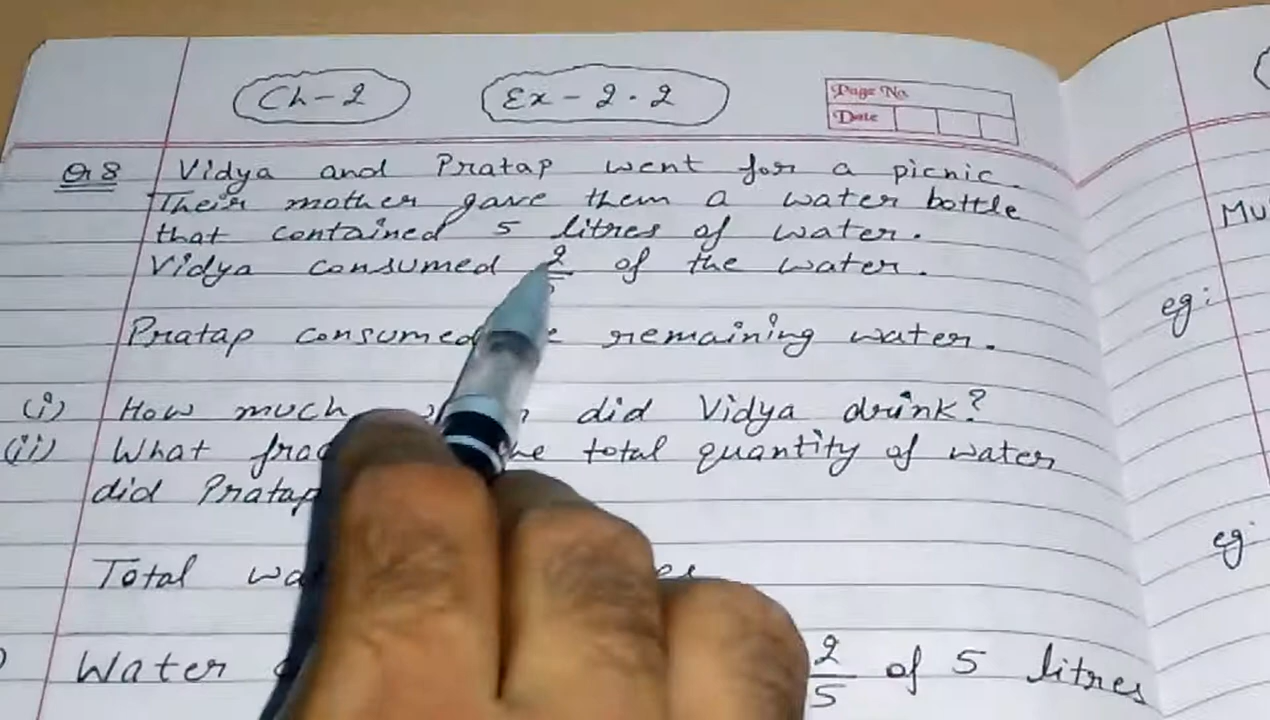 Ch-2
Ex - 2.2
Page No.
Date
Q 8 Vidya and Pratap went for a picnic.
Their mother gave them a water bottle
that contained 5 litres of water.
Vidya consumed 2 of the water.
Pratap consumed remaining water.
(i) How much did Vidya drink?
(ii) What total quantity of water
did Pratap
Total
Water 2/5 of 5 litres
eg:
eg: